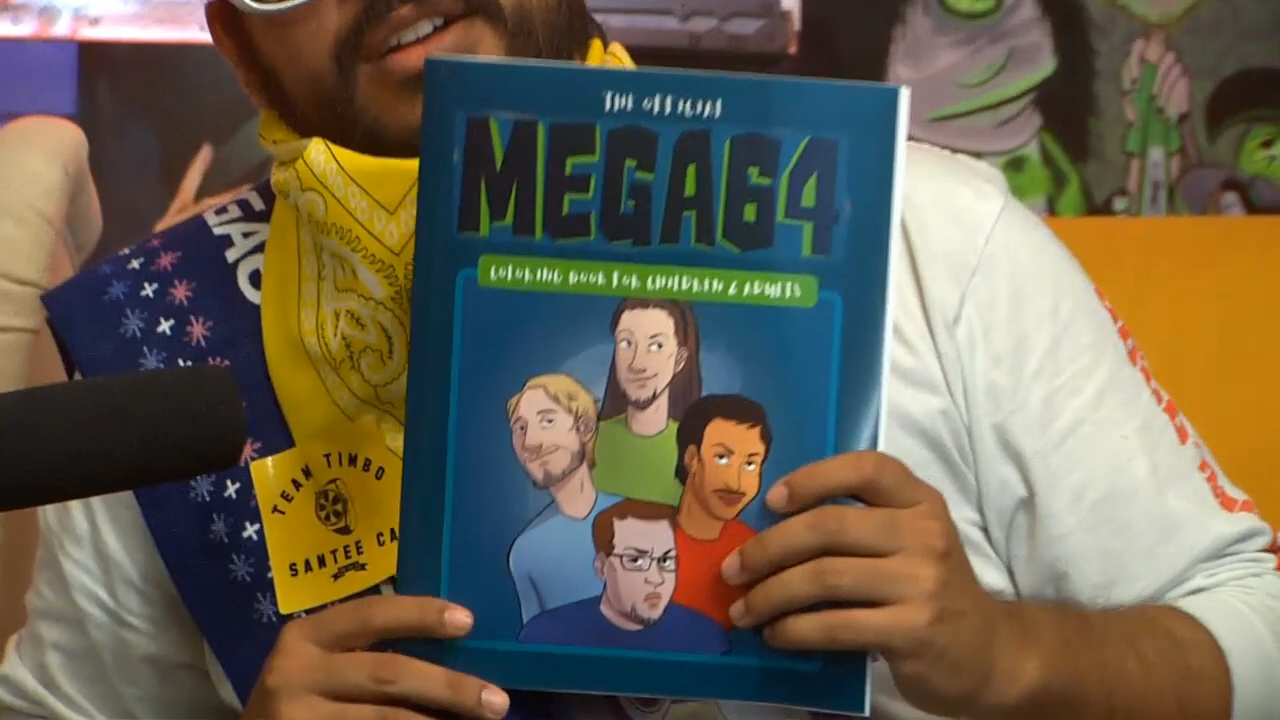 THE OFFICIAL
MEGA64
COLORING BOOK FOR CHILDREN & ADULTS
TEAM TIMBO
SANTEE CA